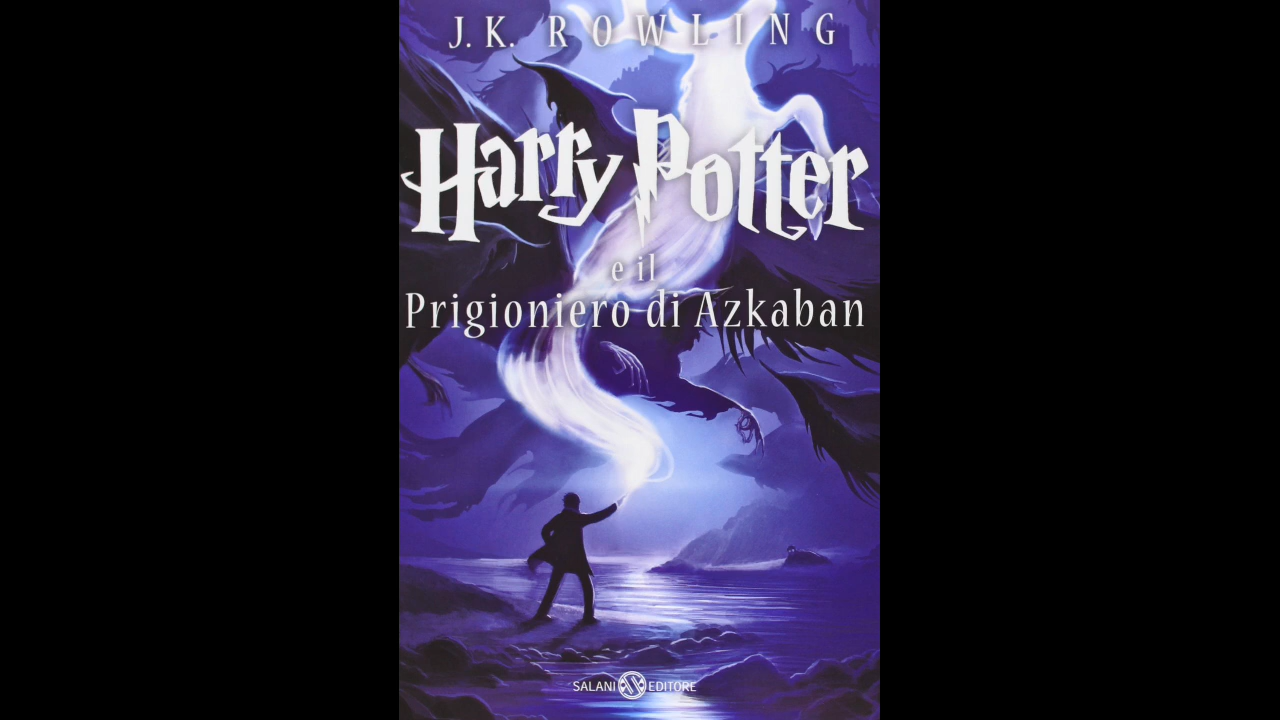 J. K. ROWLING
Harry Potter
e il
Prigioniero di Azkaban
SALANI EDITORE